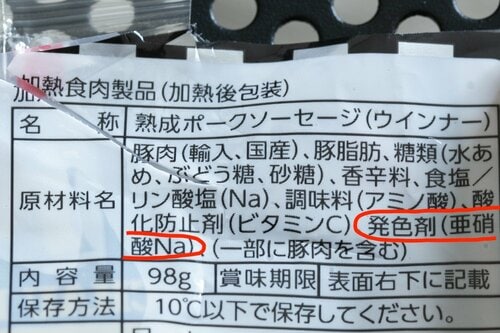 加熱食肉製品(加熱後包装)
名 称 熟成ポークソーセージ(ウインナー)
豚肉(輸入、国産)、豚脂肪、糖類(水あ
め、ぶどう糖、砂糖)、香辛料、食塩/
原材料名 リン酸塩(Na)、調味料(アミノ酸)、酸
化防止剤(ビタミンC)、発色剤(亜硝
酸Na)、(一部に豚肉を含む)
内容量 98g 賞味期限 表面右下に記載
保存方法 10℃以下で保存してください。